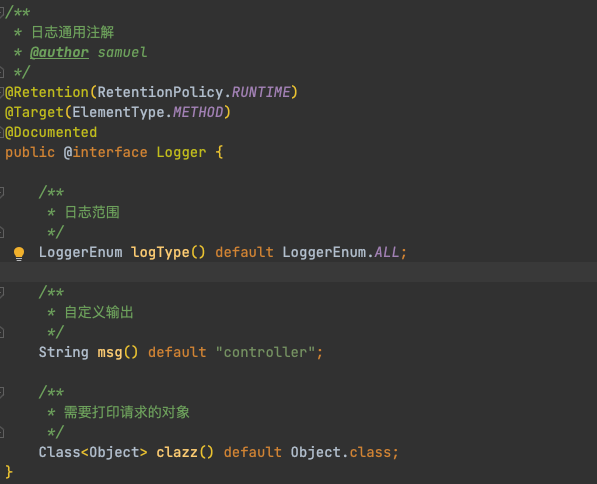 /**
 * 日志通用注解
 * @author samuel
 */
@Retention(RetentionPolicy.RUNTIME)
@Target(ElementType.METHOD)
@Documented
public @interface Logger {
    /**
     * 日志范围
     */
    LoggerEnum logType() default LoggerEnum.ALL;
    /**
     * 自定义输出
     */
    String msg() default "controller";
    /**
     * 需要打印请求的对象
     */
    Class<Object> clazz() default Object.class;
}